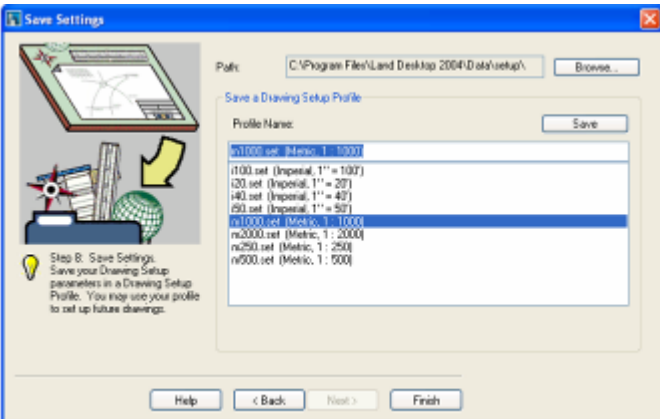 Save Settings
Path: C:\Program Files\Land Desktop 2004\Data\setup\ Browse...
Save a Drawing Setup Profile
Profile Name: Save
m1000.set (Metric, 1 : 1000)
i100.set (Imperial, 1" = 100')
i20.set (Imperial, 1" = 20')
i40.set (Imperial, 1" = 40')
i50.set (Imperial, 1" = 50')
m1000.set (Metric, 1 : 1000)
m2000.set (Metric, 1 : 2000)
m250.set (Metric, 1 : 250)
m500.set (Metric, 1 : 500)
Step 8: Save Settings.
Save your Drawing Setup
parameters in a Drawing Setup
Profile. You may use your profile
to set up future drawings.
Help < Back Next > Finish